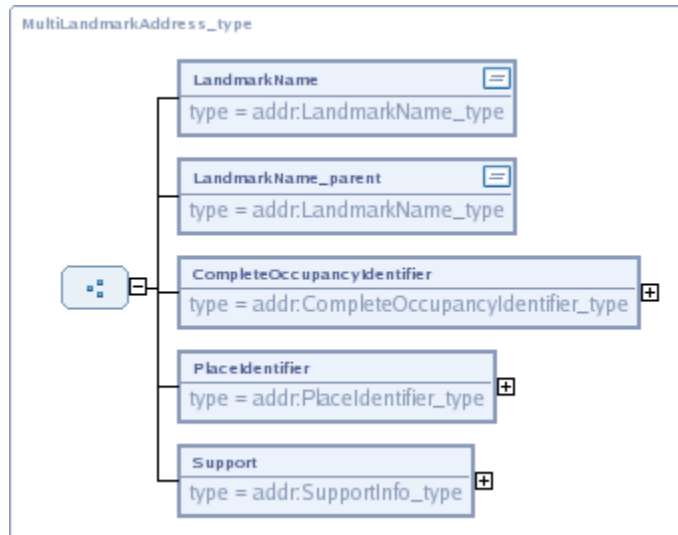 MultiLandmarkAddress_type
LandmarkName
type = addr:LandmarkName_type
LandmarkName_parent
type = addr:LandmarkName_type
CompleteOccupancyIdentifier
type = addr:CompleteOccupancyIdentifier_type
PlaceIdentifier
type = addr:PlaceIdentifier_type
Support
type = addr:SupportInfo_type